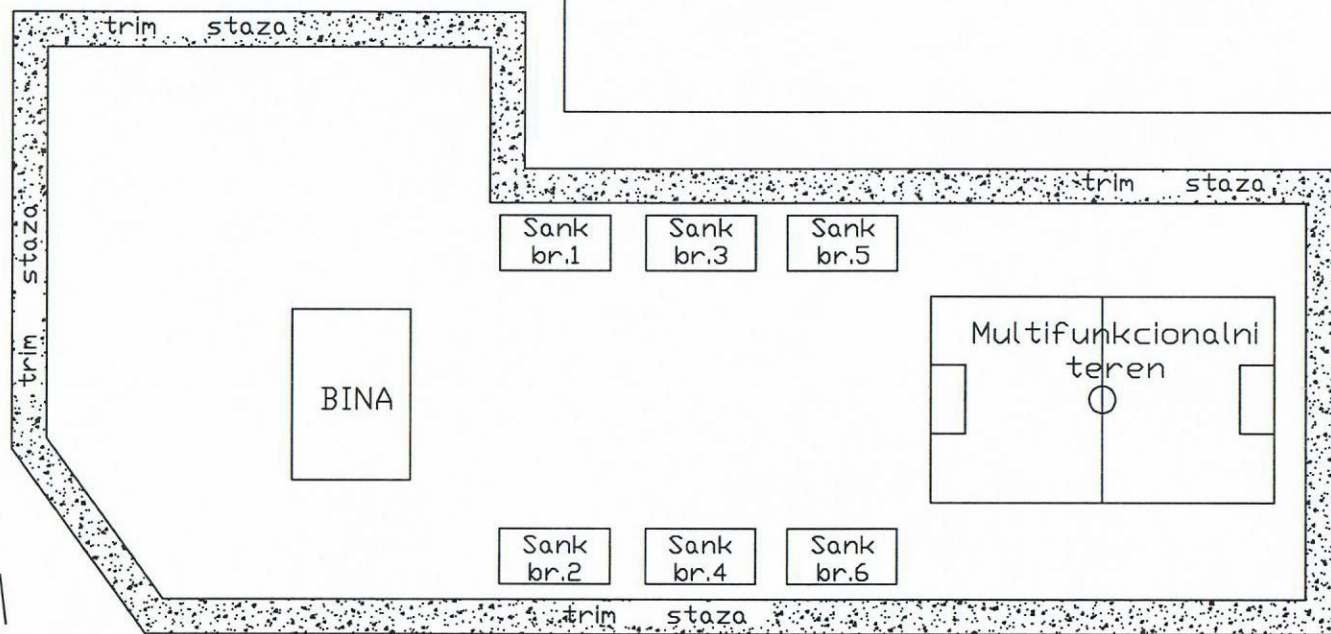 trim staza
trim staza
trim staza
Sank
br.1
Sank
br.3
Sank
br.5
Multifunkcionalni
teren
BINA
Sank
br.2
Sank
br.4
Sank
br.6
trim staza